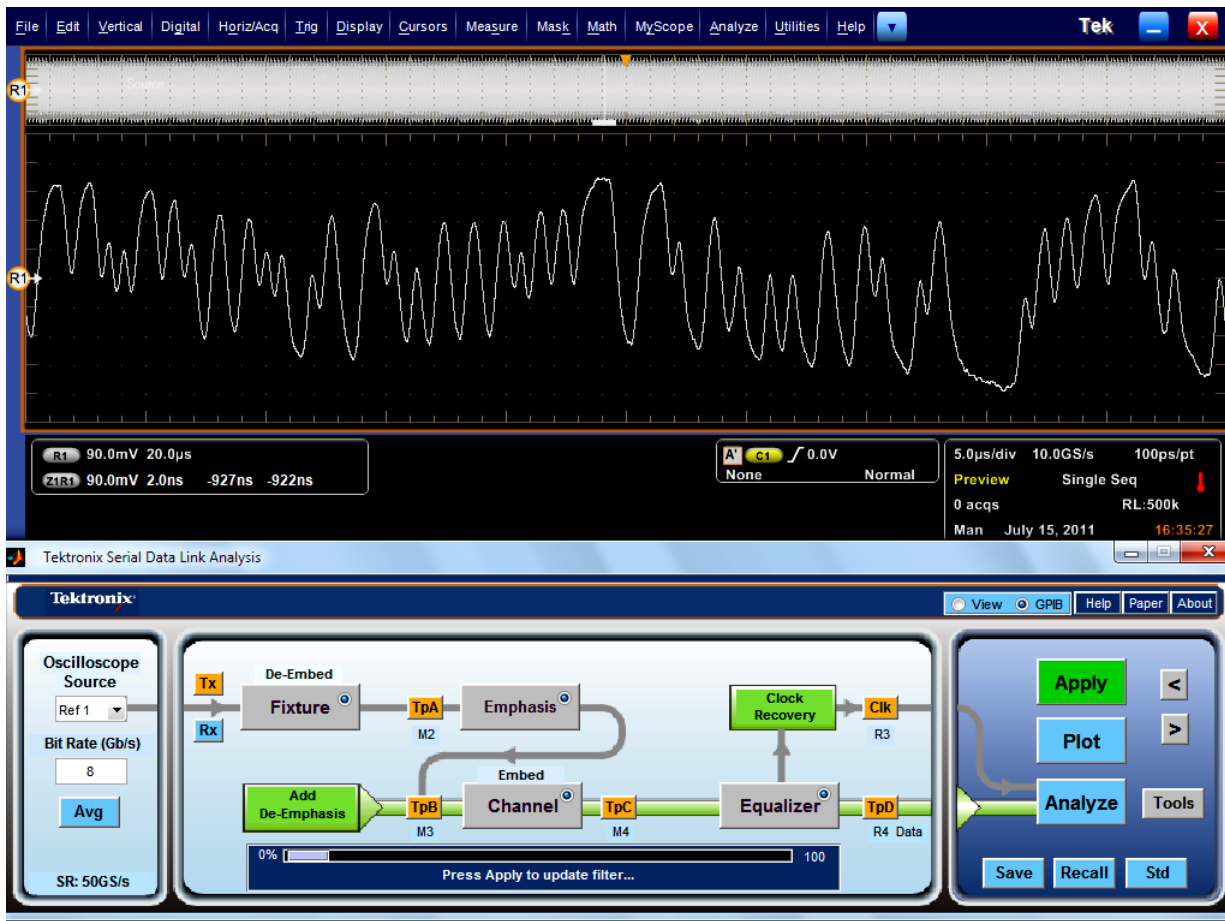 File Edit Vertical Digital Horiz/Acq Trig Display Cursors Measure Mask Math MyScope Analyze Utilities Help Tek X
R1 Source
R1
R1 90.0mV 20.0µs
Z1R1 90.0mV 2.0ns -927ns -922ns
A' C1 0.0V
None Normal
5.0µs/div 10.0GS/s 100ps/pt
Preview Single Seq
0 acqs RL:500k
Man July 15, 2011 16:35:27
Tektronix Serial Data Link Analysis
Tektronix View GPIB Help Paper About
Oscilloscope
Source
Ref 1
Bit Rate (Gb/s)
8
Avg
SR: 50GS/s
Tx
Rx
De-Embed
Fixture
TpA
M2
Emphasis
Clock
Recovery
Clk
R3
Add
De-Emphasis
TpB
M3
Embed
Channel
TpC
M4
Equalizer
TpD
R4 Data
0% 100
Press Apply to update filter...
Apply <
Plot >
Analyze Tools
Save Recall Std